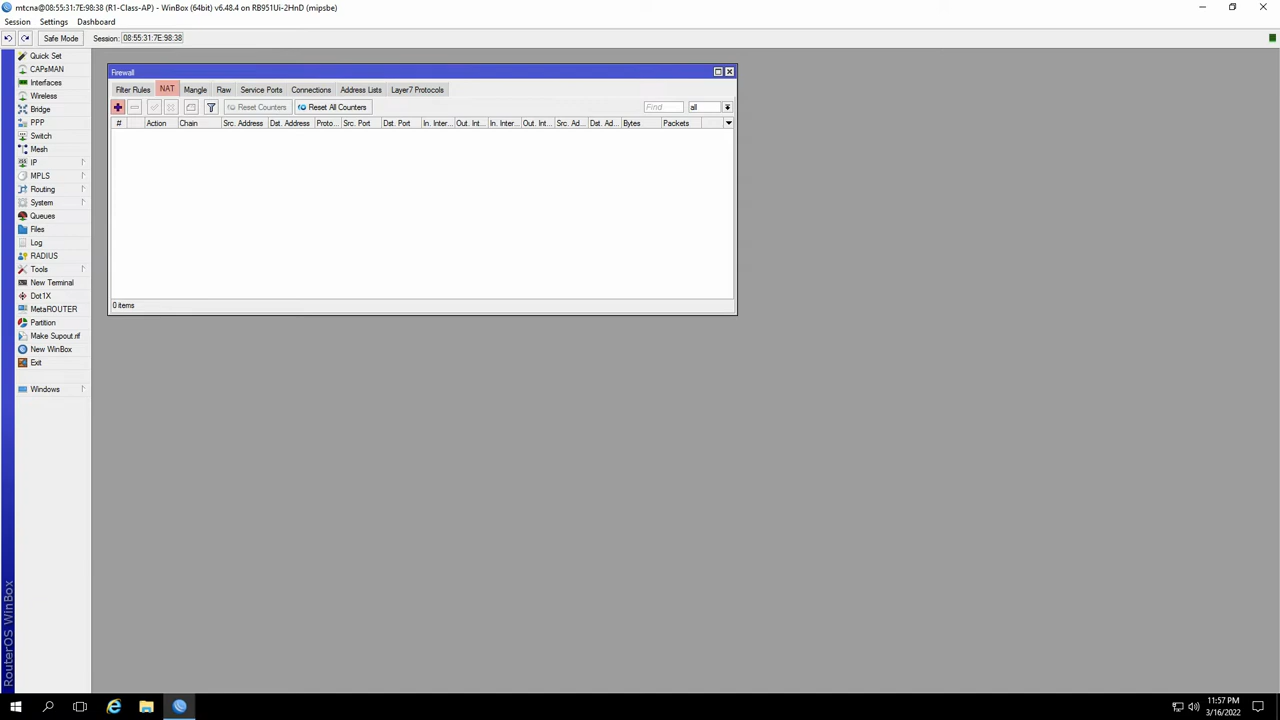 mtcna@08:55:31:7E:98:38 (R1-Class-AP) - WinBox (64bit) v6.48.4 on RB951Ui-2HnD (mipsbe)
Session Settings Dashboard
Safe Mode Session: 08:55:31:7E:98:38
Quick Set
CAPsMAN
Interfaces
Wireless
Bridge
PPP
Switch
Mesh
IP
MPLS
Routing
System
Queues
Files
Log
RADIUS
Tools
New Terminal
Dot1X
MetaROUTER
Partition
Make Supout.rif
New WinBox
Exit
Windows
RouterOS WinBox
Firewall
Filter Rules NAT Mangle Raw Service Ports Connections Address Lists Layer7 Protocols
Reset Counters Reset All Counters Find all
# Action Chain Src. Address Dst. Address Proto... Src. Port Dst. Port In. Inter... Out. Int... In. Inter... Out. Int... Src. Ad... Dst. Ad... Bytes Packets
0 items
11:57 PM
3/16/2022